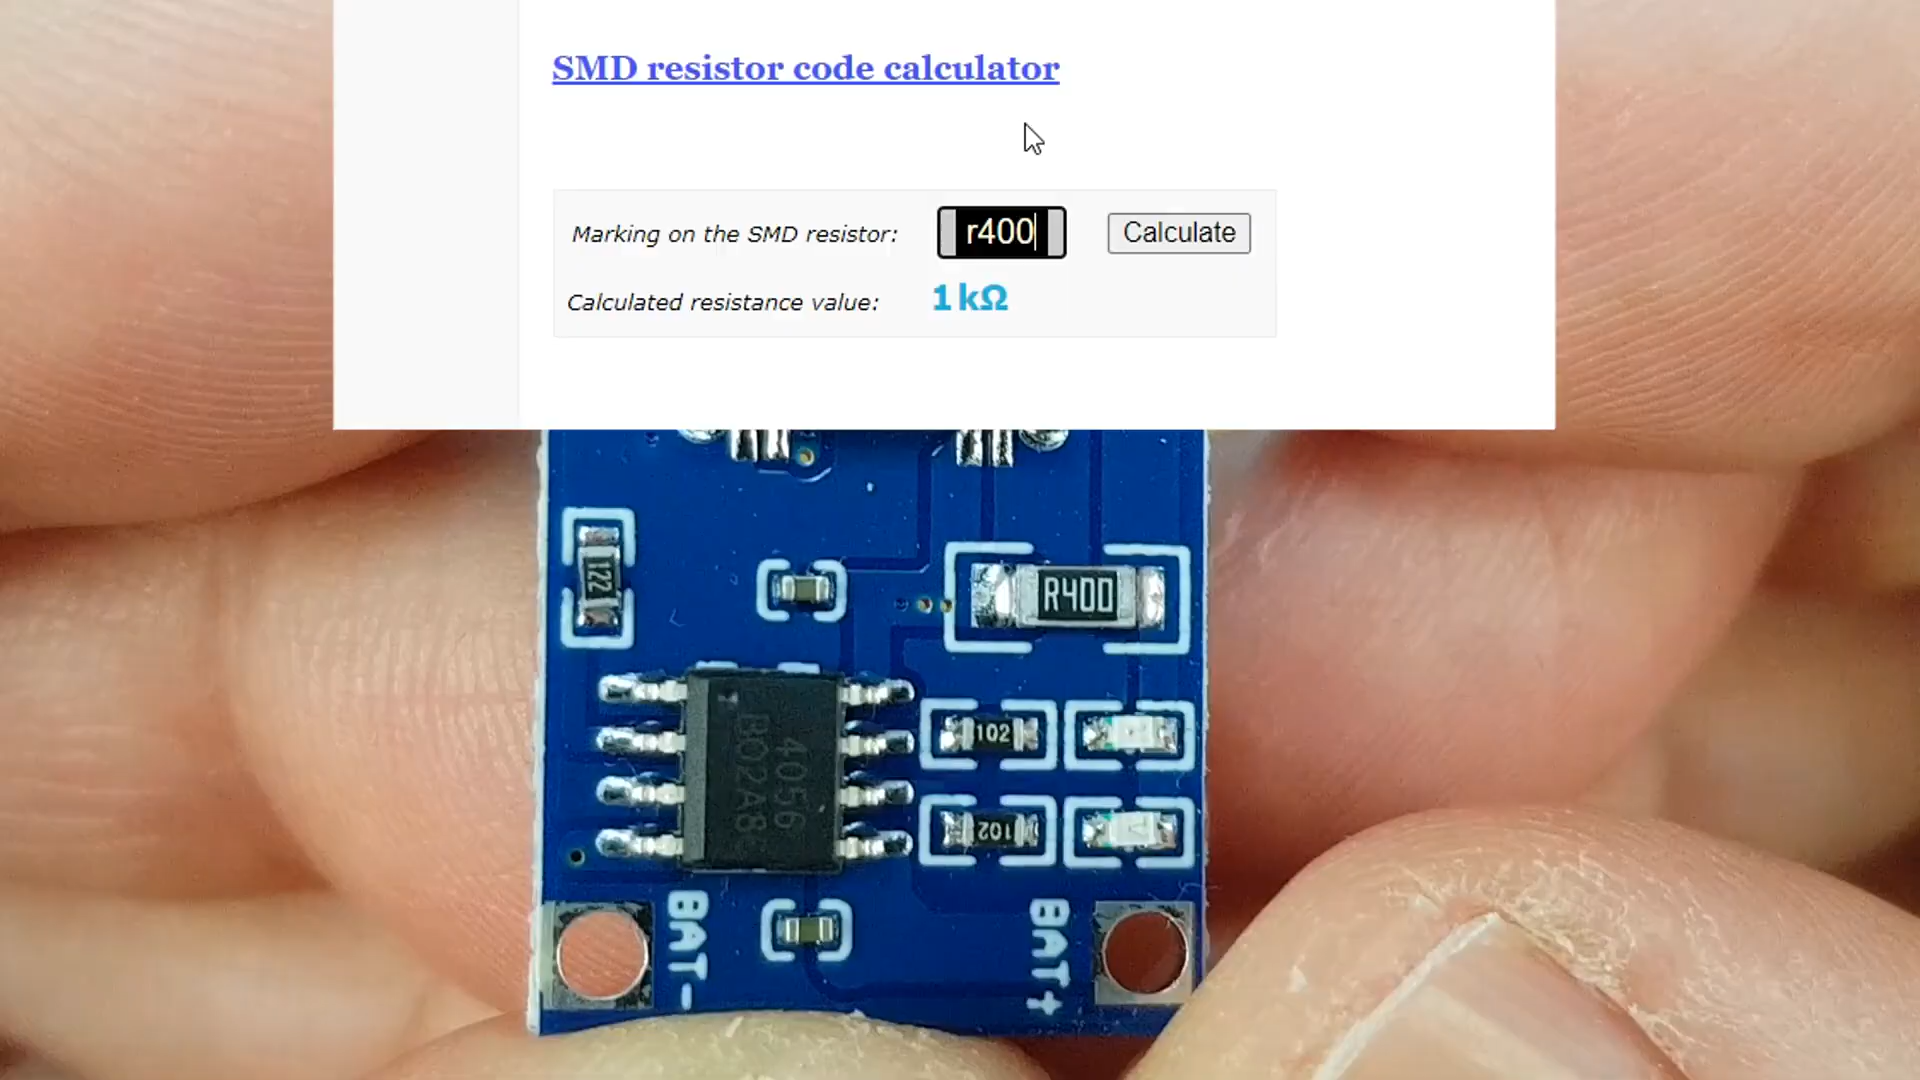 SMD resistor code calculator
Marking on the SMD resistor:
r400
Calculate
Calculated resistance value:
1 kΩ
122
R400
102
102
4056
B02A8
BAT-
BAT+